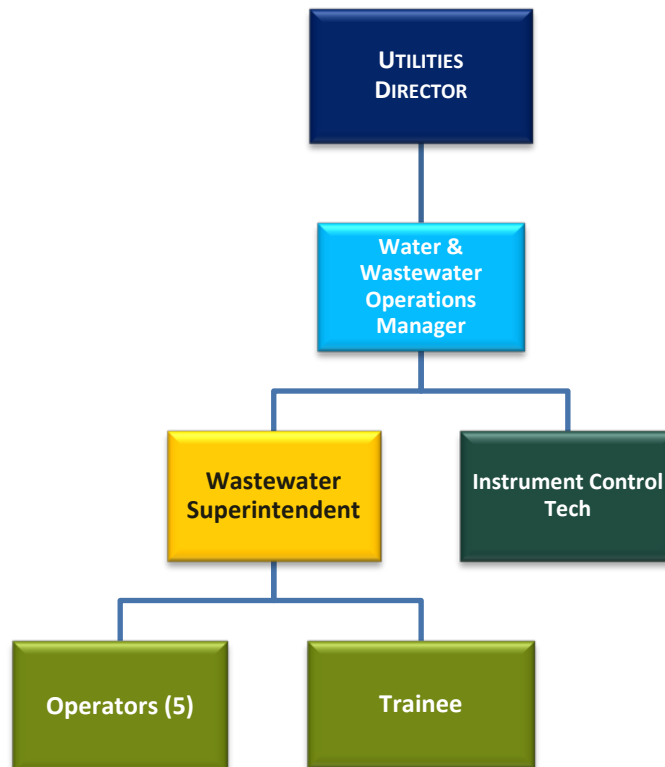 UTILITIES
DIRECTOR
Water &
Wastewater
Operations
Manager
Wastewater
Superintendent
Instrument Control
Tech
Operators (5)
Trainee